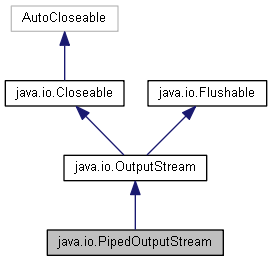 AutoCloseable
java.io.Closeable
java.io.Flushable
java.io.OutputStream
java.io.PipedOutputStream